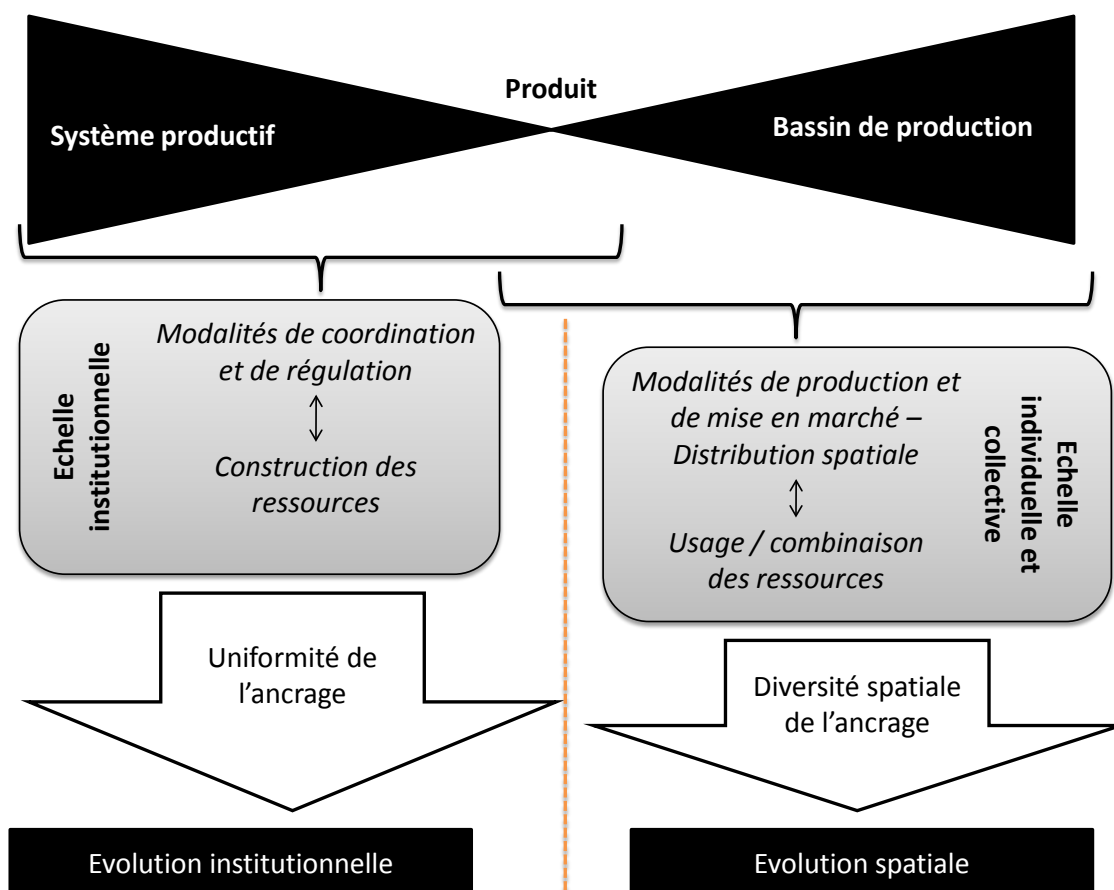 Produit
Système productif
Bassin de production
Echelle
institutionnelle
Modalités de coordination
et de régulation
Construction des
ressources
Modalités de production et
de mise en marché –
Distribution spatiale
Usage / combinaison
des ressources
Echelle
individuelle et
collective
Uniformité de
l’ancrage
Diversité spatiale
de l’ancrage
Evolution institutionnelle
Evolution spatiale